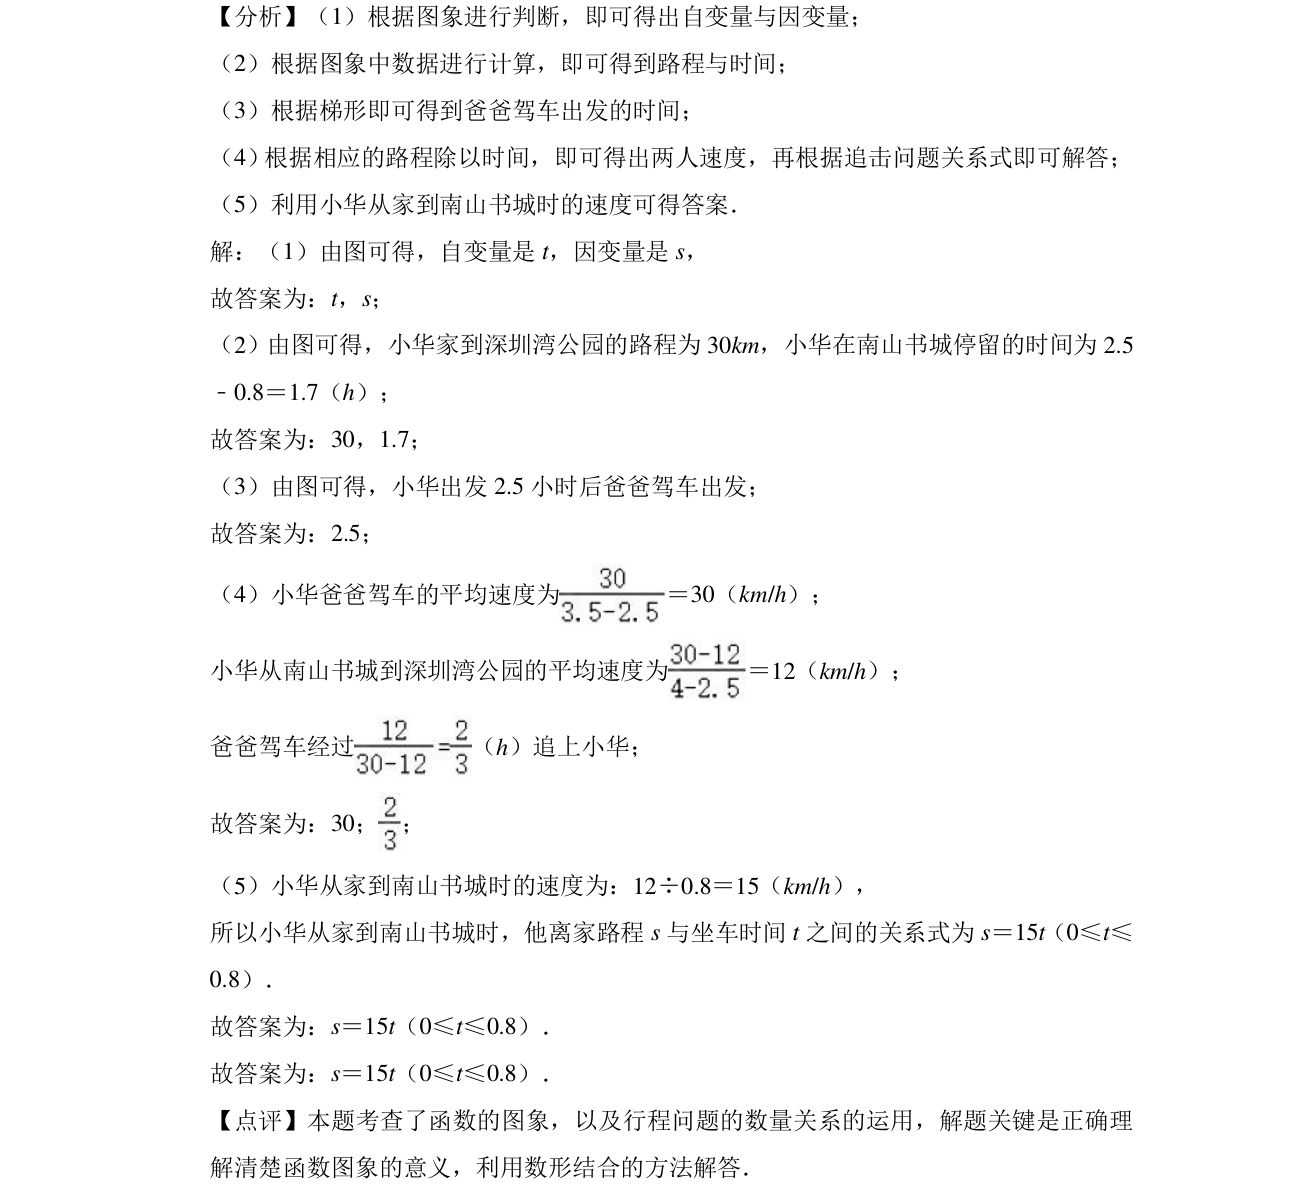 【分析】（1）根据图象进行判断，即可得出自变量与因变量；
（2）根据图象中数据进行计算，即可得到路程与时间；
（3）根据梯形即可得到爸爸驾车出发的时间；
（4）根据相应的路程除以时间，即可得出两人速度，再根据追击问题关系式即可解答；
（5）利用小华从家到南山书城时的速度可得答案．
解：（1）由图可得，自变量是 t，因变量是 s，
故答案为：t，s；
（2）由图可得，小华家到深圳湾公园的路程为 30km，小华在南山书城停留的时间为 2.5
﹣0.8＝1.7（h）；
故答案为：30，1.7；
（3）由图可得，小华出发 2.5 小时后爸爸驾车出发；
故答案为：2.5；
（4）小华爸爸驾车的平均速度为30/(3.5-2.5)＝30（km/h）；
小华从南山书城到深圳湾公园的平均速度为(30-12)/(4-2.5)＝12（km/h）；
爸爸驾车经过12/(30-12)=2/3（h）追上小华；
故答案为：30；2/3；
（5）小华从家到南山书城时的速度为：12÷0.8＝15（km/h），
所以小华从家到南山书城时，他离家路程 s 与坐车时间 t 之间的关系式为 s＝15t（0≤t≤
0.8）．
故答案为：s＝15t（0≤t≤0.8）．
故答案为：s＝15t（0≤t≤0.8）．
【点评】本题考查了函数的图象，以及行程问题的数量关系的运用，解题关键是正确理
解清楚函数图象的意义，利用数形结合的方法解答．